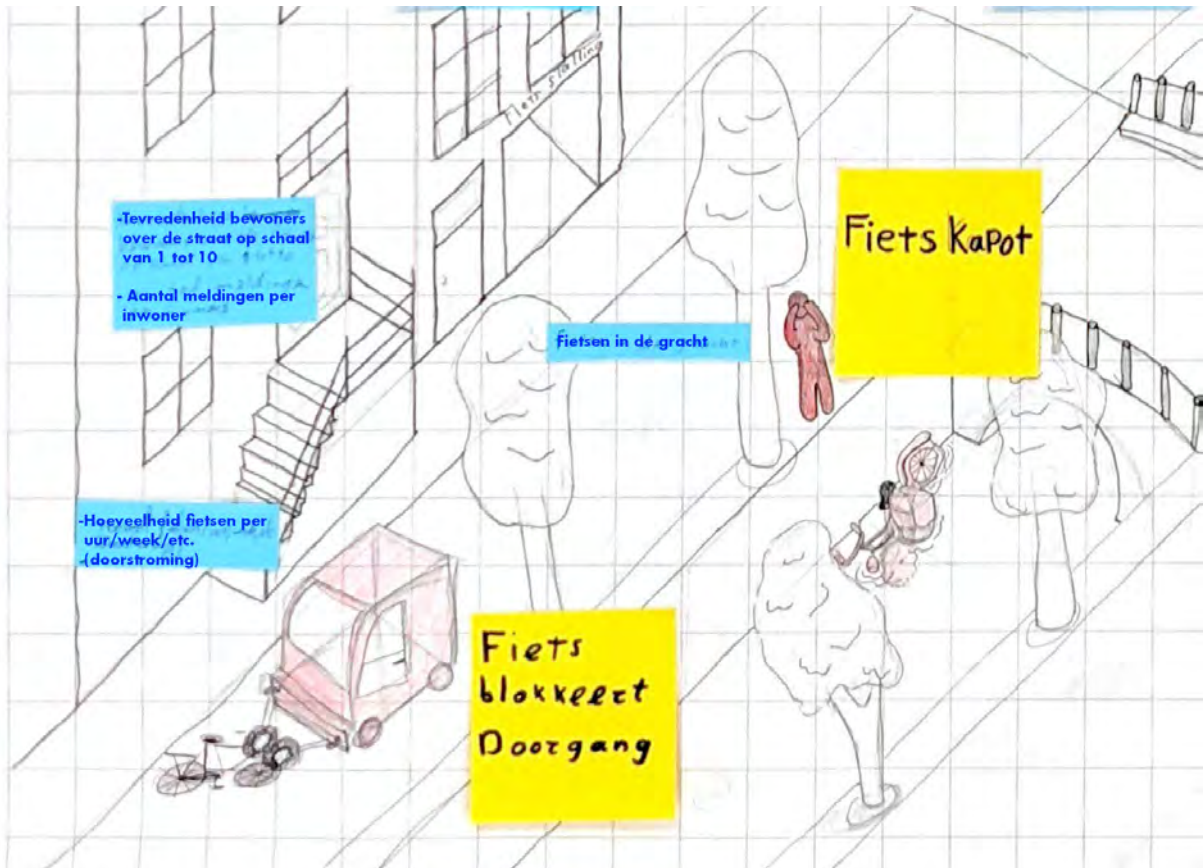 Fiets stalling
-Tevredenheid bewoners
over de straat op schaal
van 1 tot 10
- Aantal meldingen per
inwoner
Fiets Kapot
Fietsen in de gracht
-Hoeveelheid fietsen per
uur/week/etc.
-(doorstroming)
Fiets
blokkeert
Doorgang